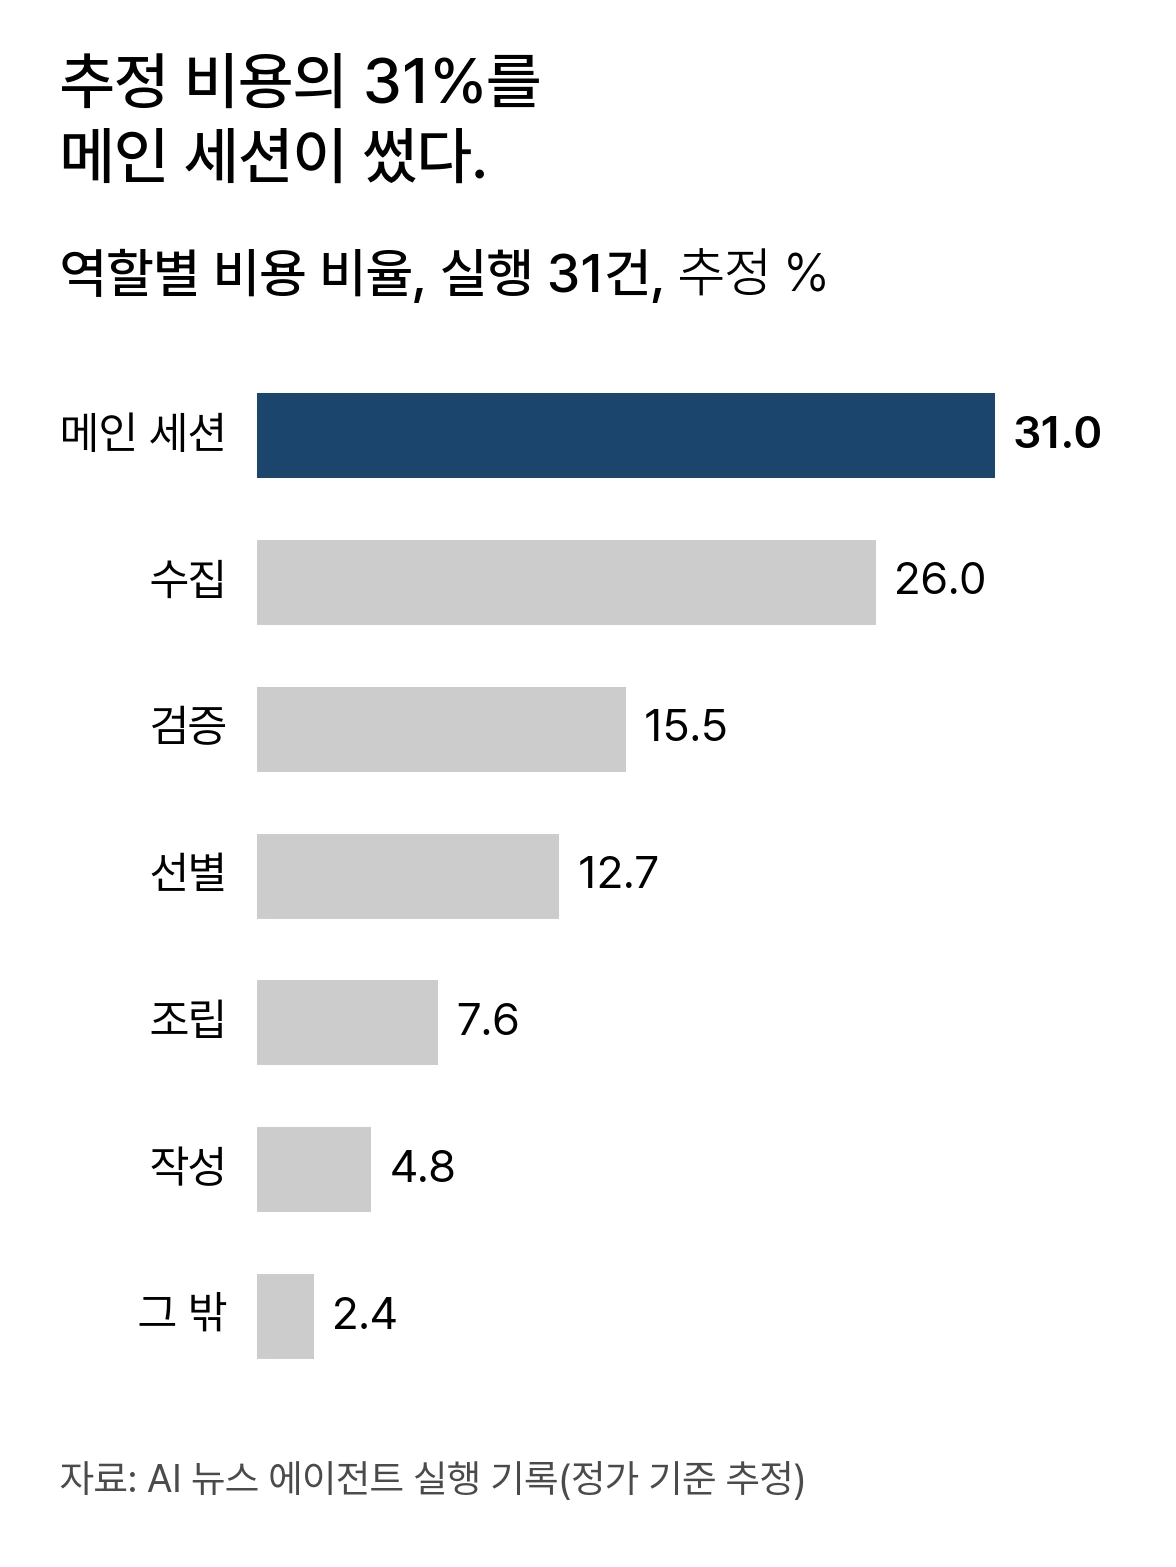 추정 비용의 31%를
메인 세션이 썼다.
역할별 비용 비율, 실행 31건, 추정 %
메인 세션 31.0
수집 26.0
검증 15.5
선별 12.7
조립 7.6
작성 4.8
그 밖 2.4
자료: AI 뉴스 에이전트 실행 기록(정가 기준 추정)